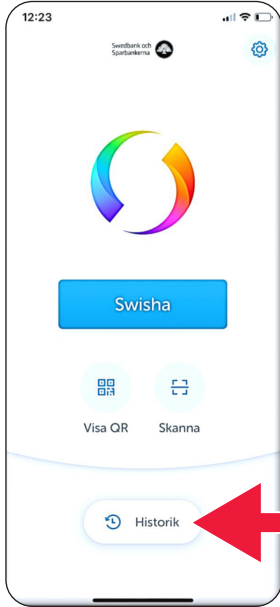 12:23
Swedbank och
Sparbankerna
Swisha
Visa QR Skanna
Historik